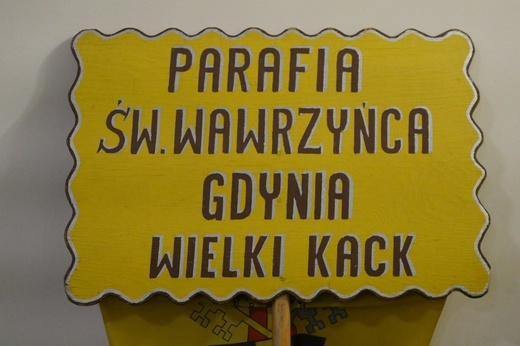 PARAFIA
ŚW. WAWRZYŃCA
GDYNIA
WIELKI KACK